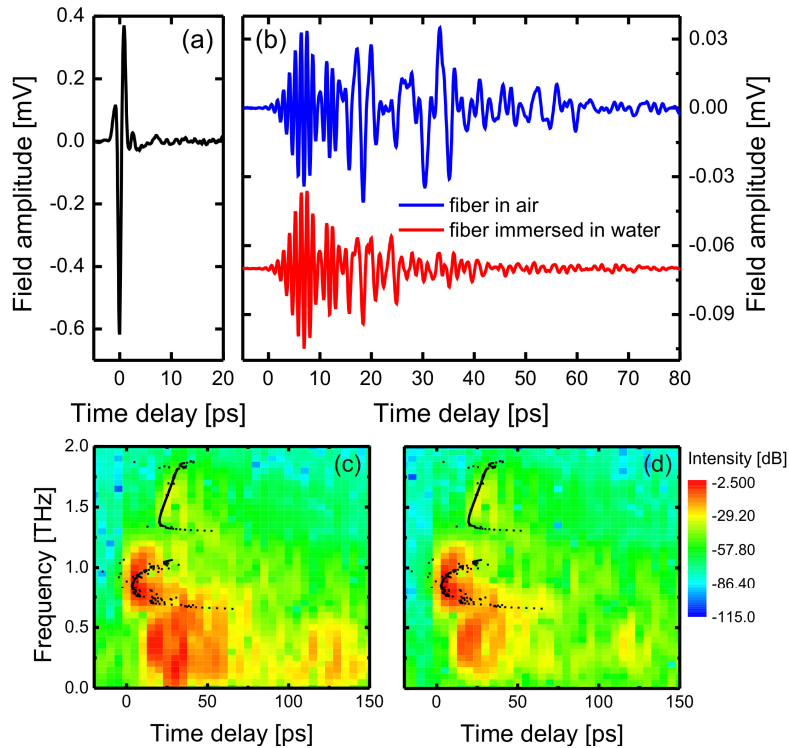 (a)
0.4
0.2
0.0
-0.2
-0.4
-0.6
Field amplitude [mV]
0 10 20
Time delay [ps]
(b)
fiber in air
fiber immersed in water
0.03
0.00
-0.03
-0.06
-0.09
Field amplitude [mV]
0 10 20 30 40 50 60 70 80
Time delay [ps]
(c)
2.0
1.5
1.0
0.5
0.0
Frequency [THz]
0 50 100 150
Time delay [ps]
(d)
0 50 100 150
Time delay [ps]
Intensity [dB]
-2.500
-29.20
-57.80
-86.40
-115.0